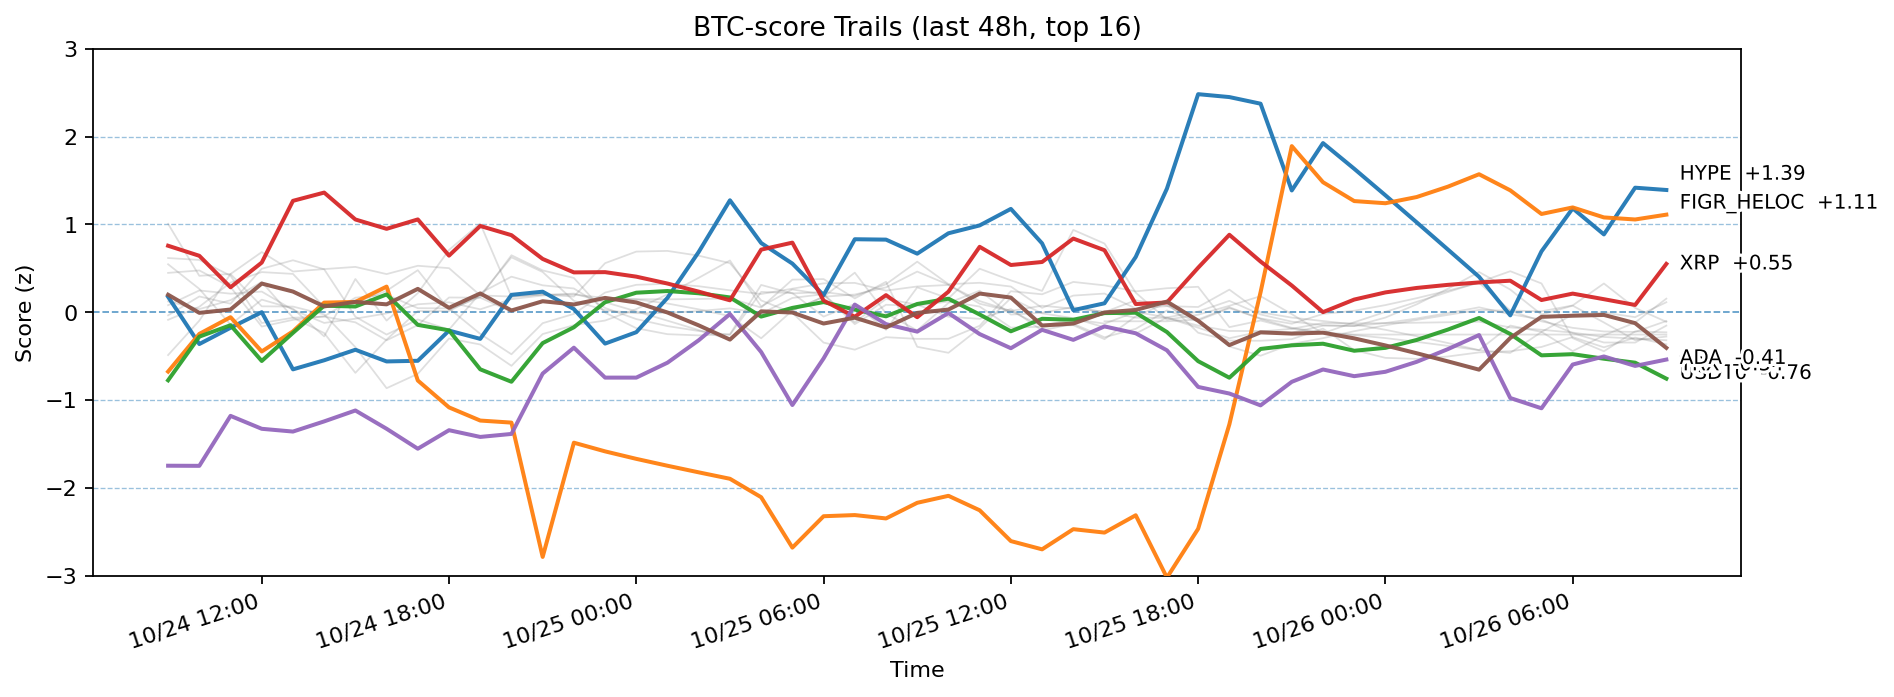 BTC-score Trails (last 48h, top 16)
Score (z)
3
2
1
0
−1
−2
−3
HYPE +1.39
FIGR_HELOC +1.11
XRP +0.55
ADA -0.41
-0.76
10/24 12:00
10/24 18:00
10/25 00:00
10/25 06:00
10/25 12:00
10/25 18:00
10/26 00:00
10/26 06:00
Time